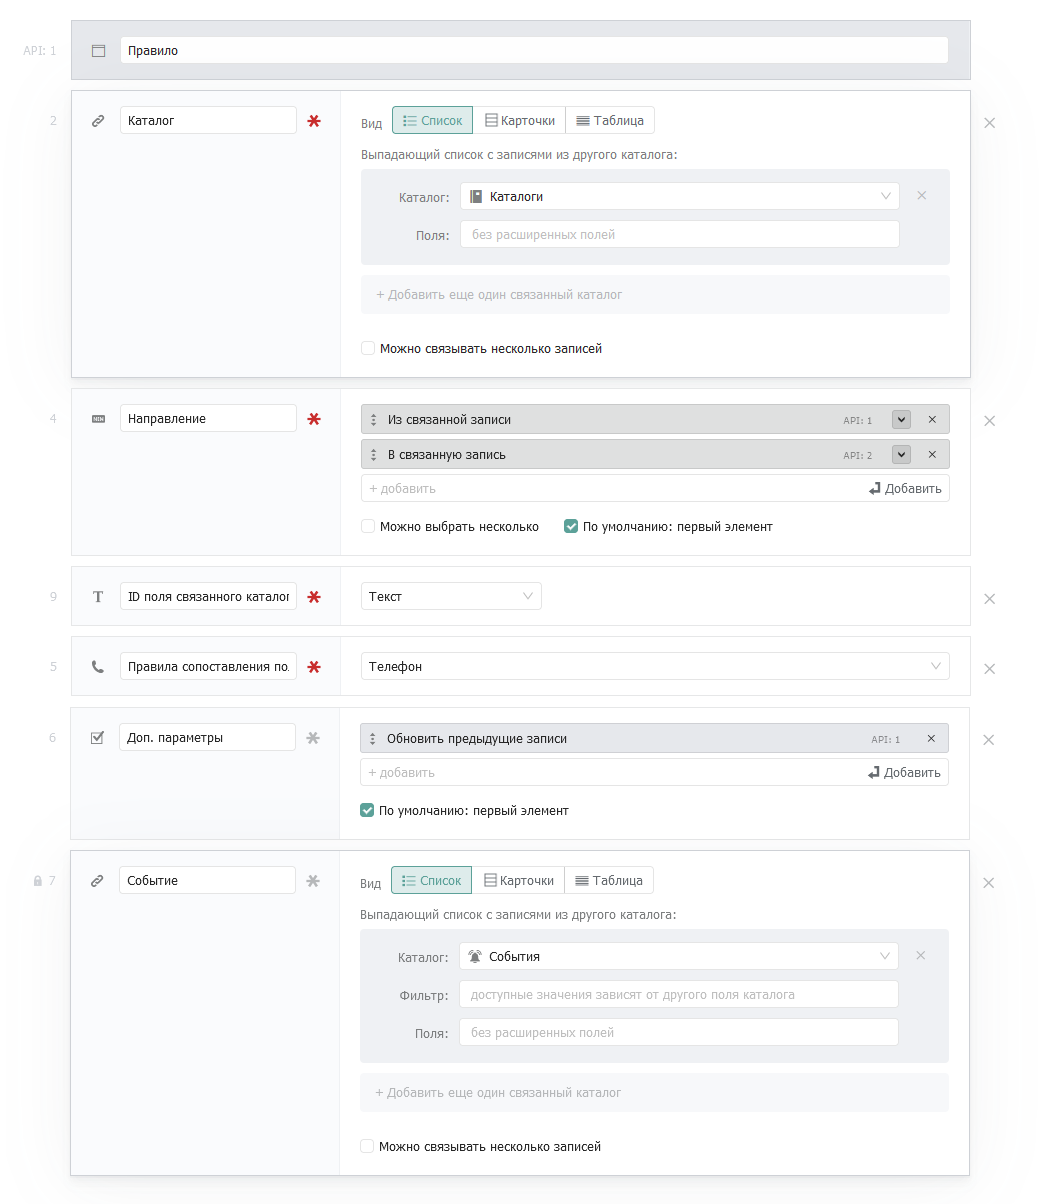 API: 1 Правило
2 Каталог Вид Список Карточки Таблица
Выпадающий список с записями из другого каталога:
Каталог: Каталоги
Поля: без расширенных полей
+ Добавить еще один связанный каталог
Можно связывать несколько записей
4 Направление Из связанной записи API: 1
В связанную запись API: 2
+ добавить Добавить
Можно выбрать несколько По умолчанию: первый элемент
9 T ID поля связанного каталог Текст
5 Правила сопоставления по. Телефон
6 Доп. параметры Обновить предыдущие записи API: 1
+ добавить Добавить
По умолчанию: первый элемент
7 Событие Вид Список Карточки Таблица
Выпадающий список с записями из другого каталога:
Каталог: События
Фильтр: доступные значения зависят от другого поля каталога
Поля: без расширенных полей
+ Добавить еще один связанный каталог
Можно связывать несколько записей